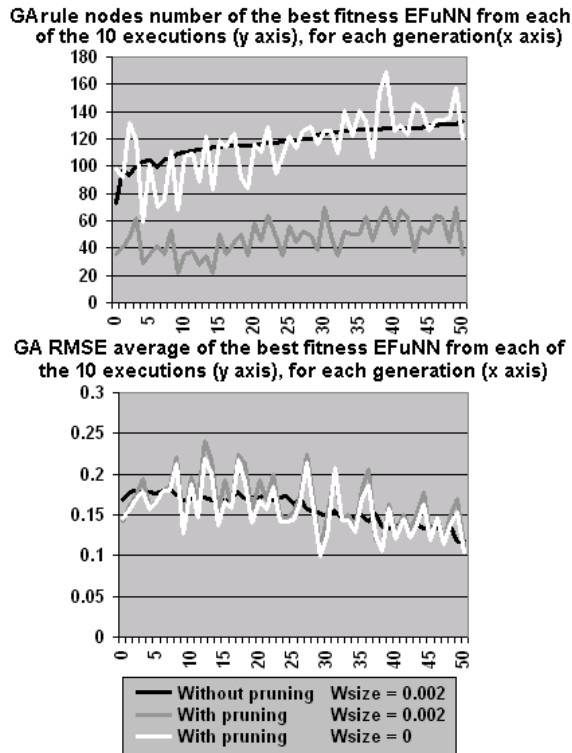 GA rule nodes number of the best fitness EFuNN from each
of the 10 executions (y axis), for each generation(x axis)
180
160
140
120
100
80
60
40
20
0
0 5 10 15 20 25 30 35 40 45 50
GA RMSE average of the best fitness EFuNN from each of
the 10 executions (y axis), for each generation (x axis)
0.3
0.25
0.2
0.15
0.1
0.05
0
0 5 10 15 20 25 30 35 40 45 50
Without pruning Wsize = 0.002
With pruning Wsize = 0.002
With pruning Wsize = 0